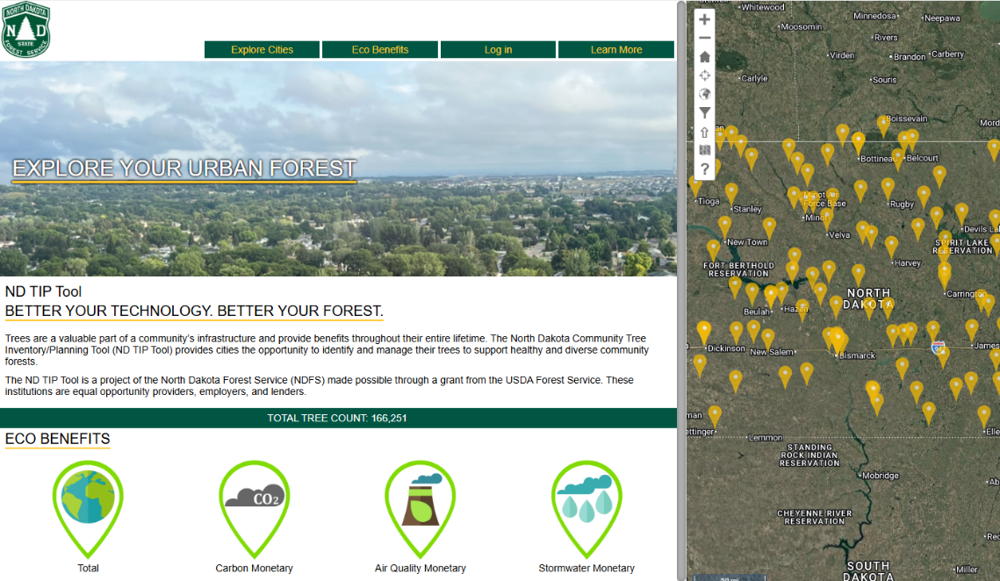 NORTH DAKOTA
N D
STATE
FOREST SERVICE
Explore Cities
Eco Benefits
Log in
Learn More
EXPLORE YOUR URBAN FOREST
ND TIP Tool
BETTER YOUR TECHNOLOGY. BETTER YOUR FOREST.
Trees are a valuable part of a community's infrastructure and provide benefits throughout their entire lifetime. The North Dakota Community Tree
Inventory/Planning Tool (ND TIP Tool) provides cities the opportunity to identify and manage their trees to support healthy and diverse community
forests.
The ND TIP Tool is a project of the North Dakota Forest Service (NDFS) made possible through a grant from the USDA Forest Service. These
institutions are equal opportunity providers, employers, and lenders.
TOTAL TREE COUNT: 166,251
ECO BENEFITS
CO2
Total
Carbon Monetary
Air Quality Monetary
Stormwater Monetary
Whitewood
Minnedosa
Neepawa
Moosomin
Rivers
Virden
Brandon
Carberry
Carlyle
Souris
Boissevain
Mord
Bottineau
Belcourt
Tioga
Stanley
Minot Air
Force Base
Rugby
Minot
Velva
Devils La
New Town
SPIRIT LAKE
RESERVATION
FORT BERTHOLD
RESERVATION
Harvey
NORTH
DAKOTA
Carrington
Beulah
Hazen
Dickinson
New Salem
Bismarck
94
James
man
ettinger
Lemmon
Elle
STANDING
ROCK INDIAN
RESERVATION
Mobridge
Ab
CHEYENNE RIVER
RESERVATION
Red
SOUTH
DAKOTA
Miller
50 mi